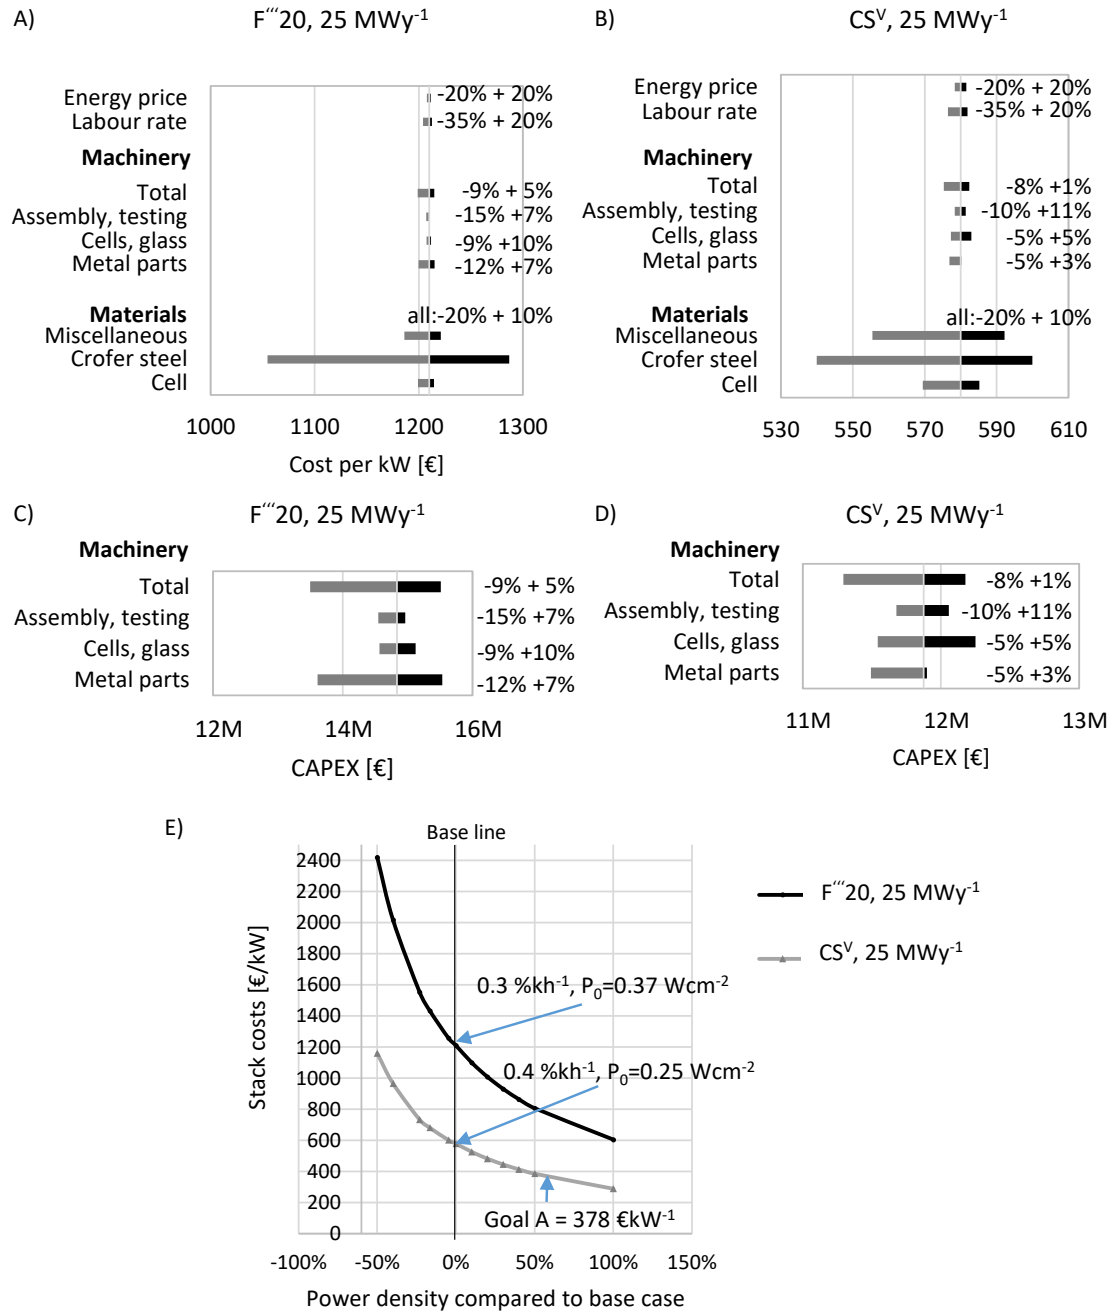 A)
F‴20, 25 MWy-1
Energy price
-20% + 20%
Labour rate
-35% + 20%
Machinery
Total
-9% + 5%
Assembly, testing
-15% +7%
Cells, glass
-9% +10%
Metal parts
-12% +7%
Materials
all:-20% + 10%
Miscellaneous
Crofer steel
Cell
1000 1100 1200 1300
Cost per kW [€]
B)
CSV, 25 MWy-1
Energy price
-20% + 20%
Labour rate
-35% + 20%
Machinery
Total
-8% +1%
Assembly, testing
-10% +11%
Cells, glass
-5% +5%
Metal parts
-5% +3%
Materials
all:-20% + 10%
Miscellaneous
Crofer steel
Cell
530 550 570 590 610
C)
F‴20, 25 MWy-1
Machinery
Total
-9% + 5%
Assembly, testing
-15% +7%
Cells, glass
-9% +10%
Metal parts
-12% +7%
12M 14M 16M
CAPEX [€]
D)
CSV, 25 MWy-1
Machinery
Total
-8% +1%
Assembly, testing
-10% +11%
Cells, glass
-5% +5%
Metal parts
-5% +3%
11M 12M 13M
CAPEX [€]
E)
Base line
Stack costs [€/kW]
2400
2200
2000
1800
1600
1400
1200
1000
800
600
400
200
0
0.3 %kh-1, P0=0.37 Wcm-2
0.4 %kh-1, P0=0.25 Wcm-2
Goal A = 378 €kW-1
-100% -50% 0% 50% 100% 150%
Power density compared to base case
F‴20, 25 MWy-1
CSV, 25 MWy-1